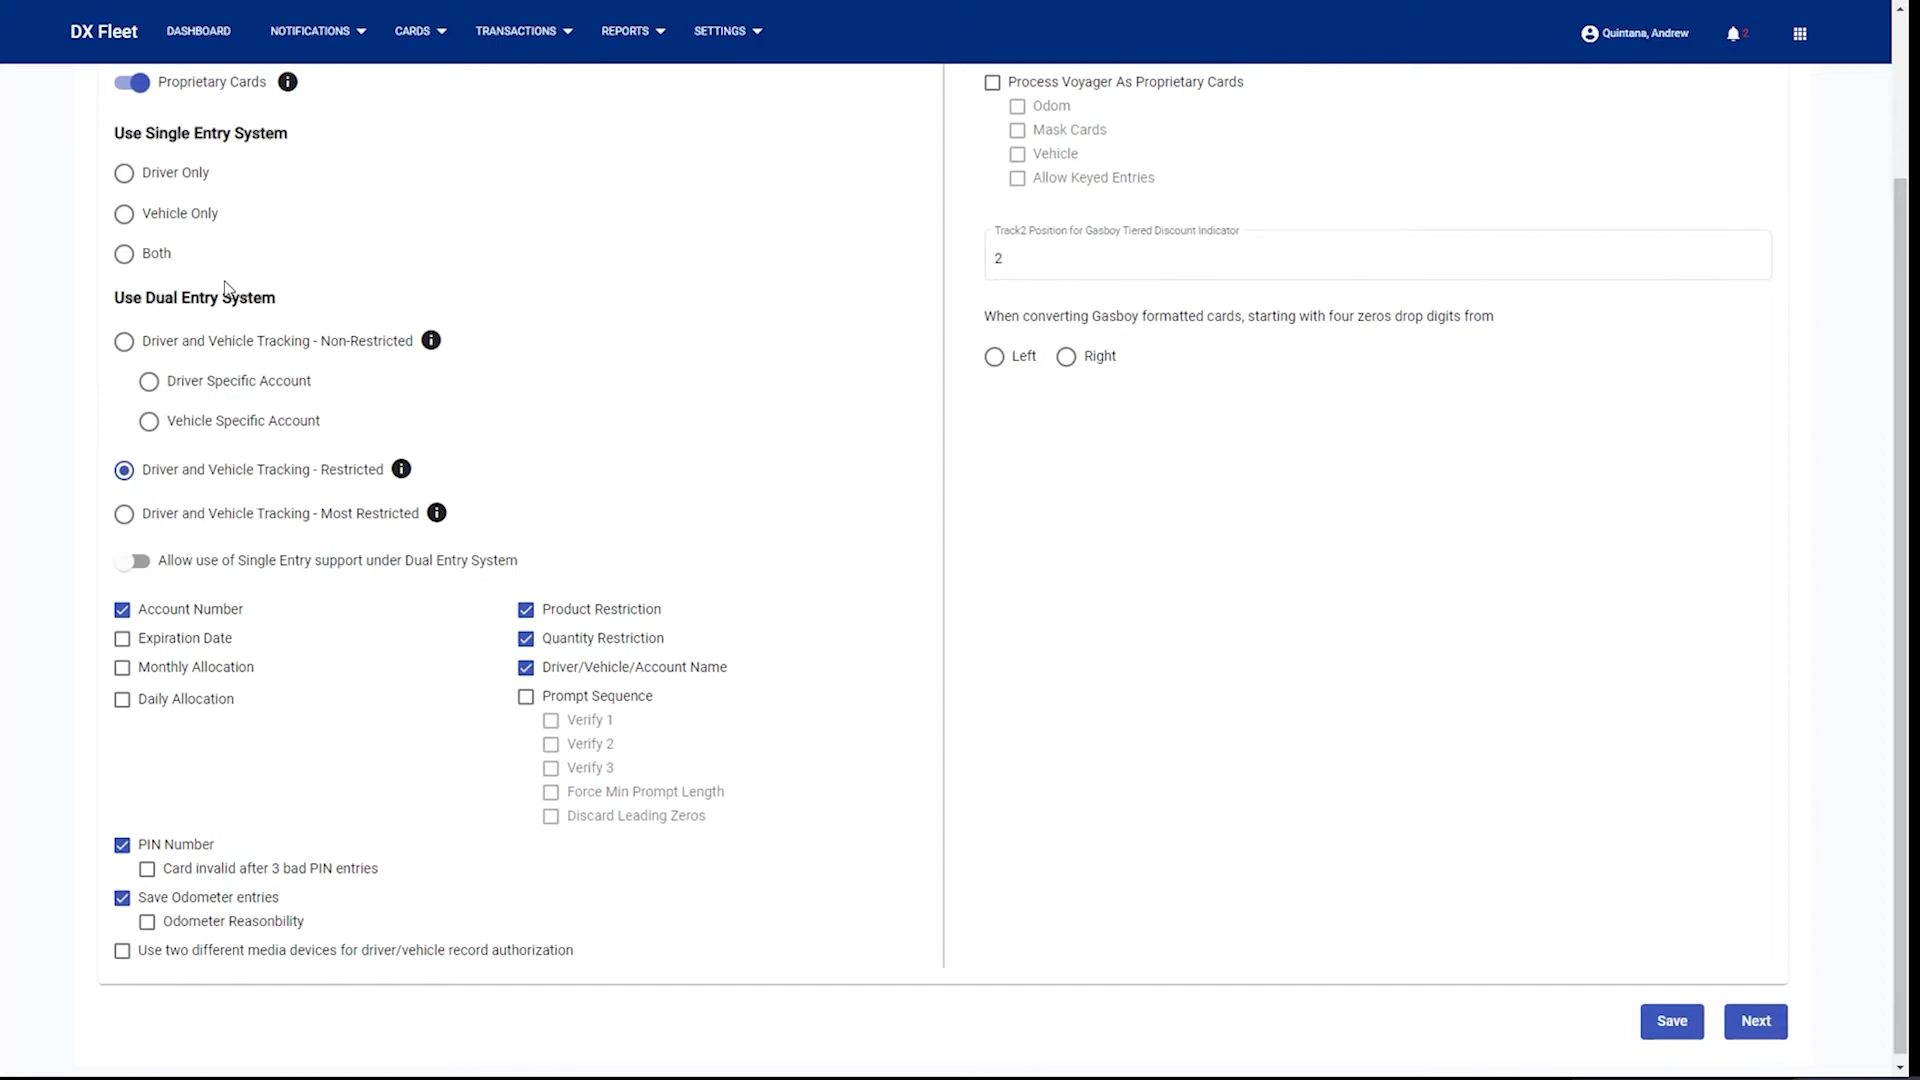 DX Fleet
DASHBOARD
NOTIFICATIONS
CARDS
TRANSACTIONS
REPORTS
SETTINGS
Quintana, Andrew
2
Proprietary Cards
Use Single Entry System
Driver Only
Vehicle Only
Both
Use Dual Entry System
Driver and Vehicle Tracking - Non-Restricted
Driver Specific Account
Vehicle Specific Account
Driver and Vehicle Tracking - Restricted
Driver and Vehicle Tracking - Most Restricted
Allow use of Single Entry support under Dual Entry System
Account Number
Expiration Date
Monthly Allocation
Daily Allocation
Product Restriction
Quantity Restriction
Driver/Vehicle/Account Name
Prompt Sequence
Verify 1
Verify 2
Verify 3
Force Min Prompt Length
Discard Leading Zeros
PIN Number
Card invalid after 3 bad PIN entries
Save Odometer entries
Odometer Reasonbility
Use two different media devices for driver/vehicle record authorization
Process Voyager As Proprietary Cards
Odom
Mask Cards
Vehicle
Allow Keyed Entries
Track2 Position for Gasboy Tiered Discount Indicator
2
When converting Gasboy formatted cards, starting with four zeros drop digits from
Left
Right
Save
Next